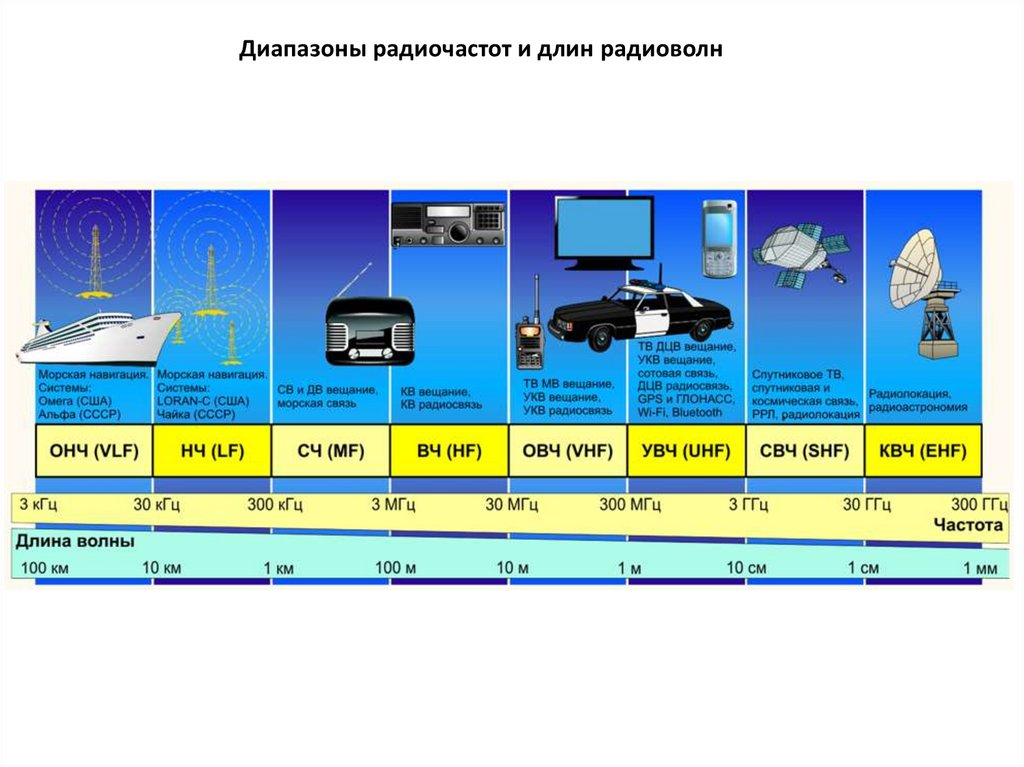 Диапазоны радиочастот и длин радиоволн
Морская навигация.
Системы:
Омега (США)
Альфа (СССР)
Морская навигация.
Системы:
LORAN-C (США)
Чайка (СССР)
СВ и ДВ вещание,
морская связь
КВ вещание,
КВ радиосвязь
ТВ МВ вещание,
УКВ вещание,
УКВ радиосвязь
ТВ ДЦВ вещание,
УКВ вещание,
сотовая связь,
ДЦВ радиосвязь,
GPS и ГЛОНАСС,
Wi-Fi, Bluetooth
Спутниковое ТВ,
спутниковая и
космическая связь,
РРЛ, радиолокация
Радиолокация,
радиоастрономия
ОНЧ (VLF) НЧ (LF) СЧ (MF) ВЧ (HF) ОВЧ (VHF) УВЧ (UHF) СВЧ (SHF) КВЧ (EHF)
3 кГц 30 кГц 300 кГц 3 МГц 30 МГц 300 МГц 3 ГГц 30 ГГц 300 ГГц
Частота
Длина волны
100 км 10 км 1 км 100 м 10 м 1 м 10 см 1 см 1 мм